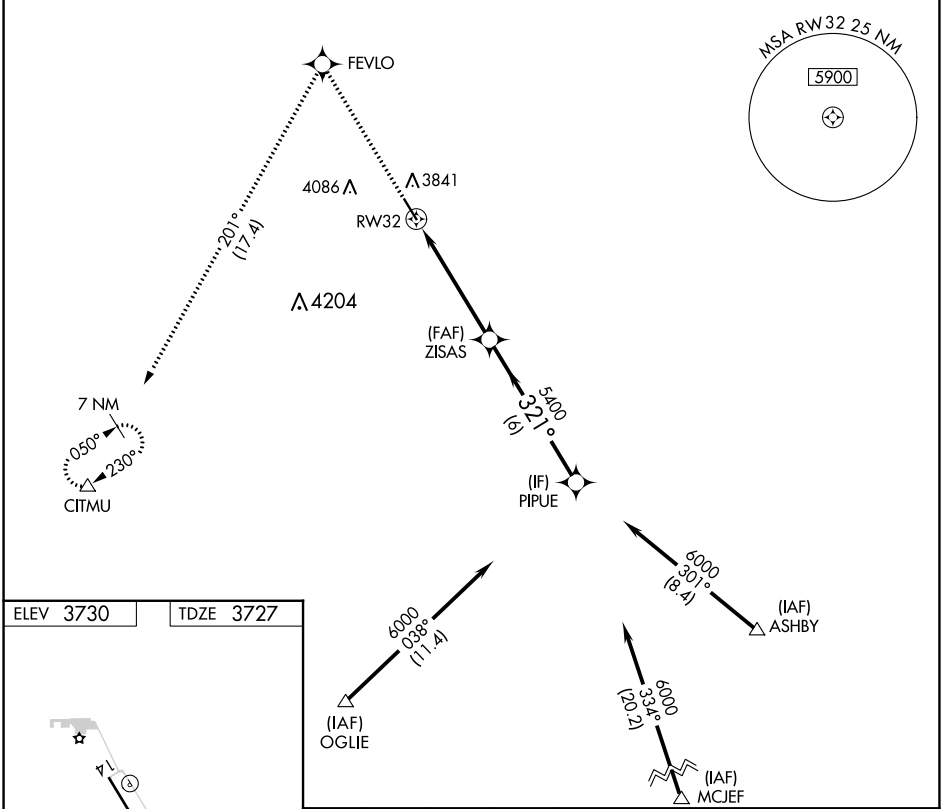 FEVLO
MSA RW32 25 NM
5900
4086
3841
RW32
201°
(17.4)
4204
(FAF)
ZISAS
5400
321°
(6)
7 NM
050°
230°
CITMU
(IF)
PIPUE
6000
301°
(8.4)
(IAF)
ASHBY
6000
038°
(11.4)
(IAF)
OGLIE
6000
334°
(20.2)
(IAF)
MCJEF
ELEV 3730
TDZE 3727
14
P